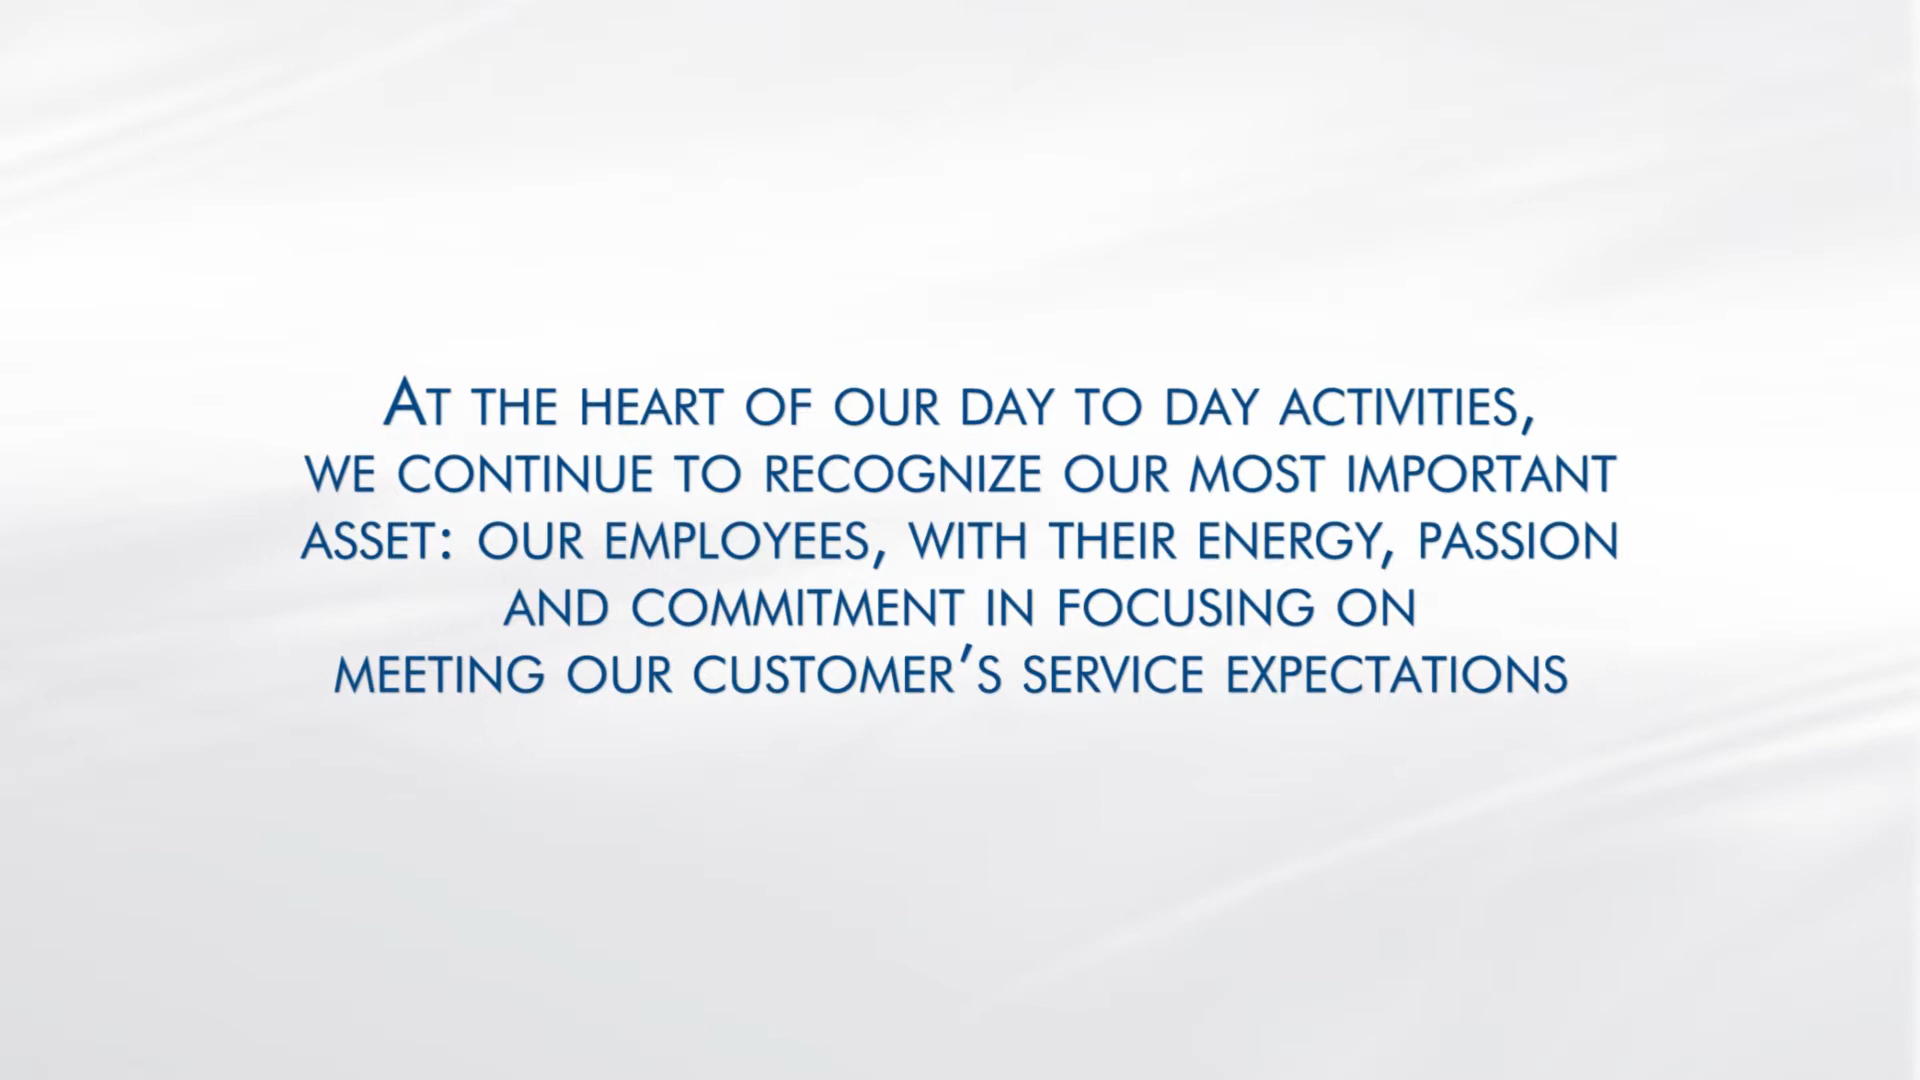 At the heart of our day to day activities,
we continue to recognize our most important
asset: our employees, with their energy, passion
and commitment in focusing on
meeting our customer's service expectations